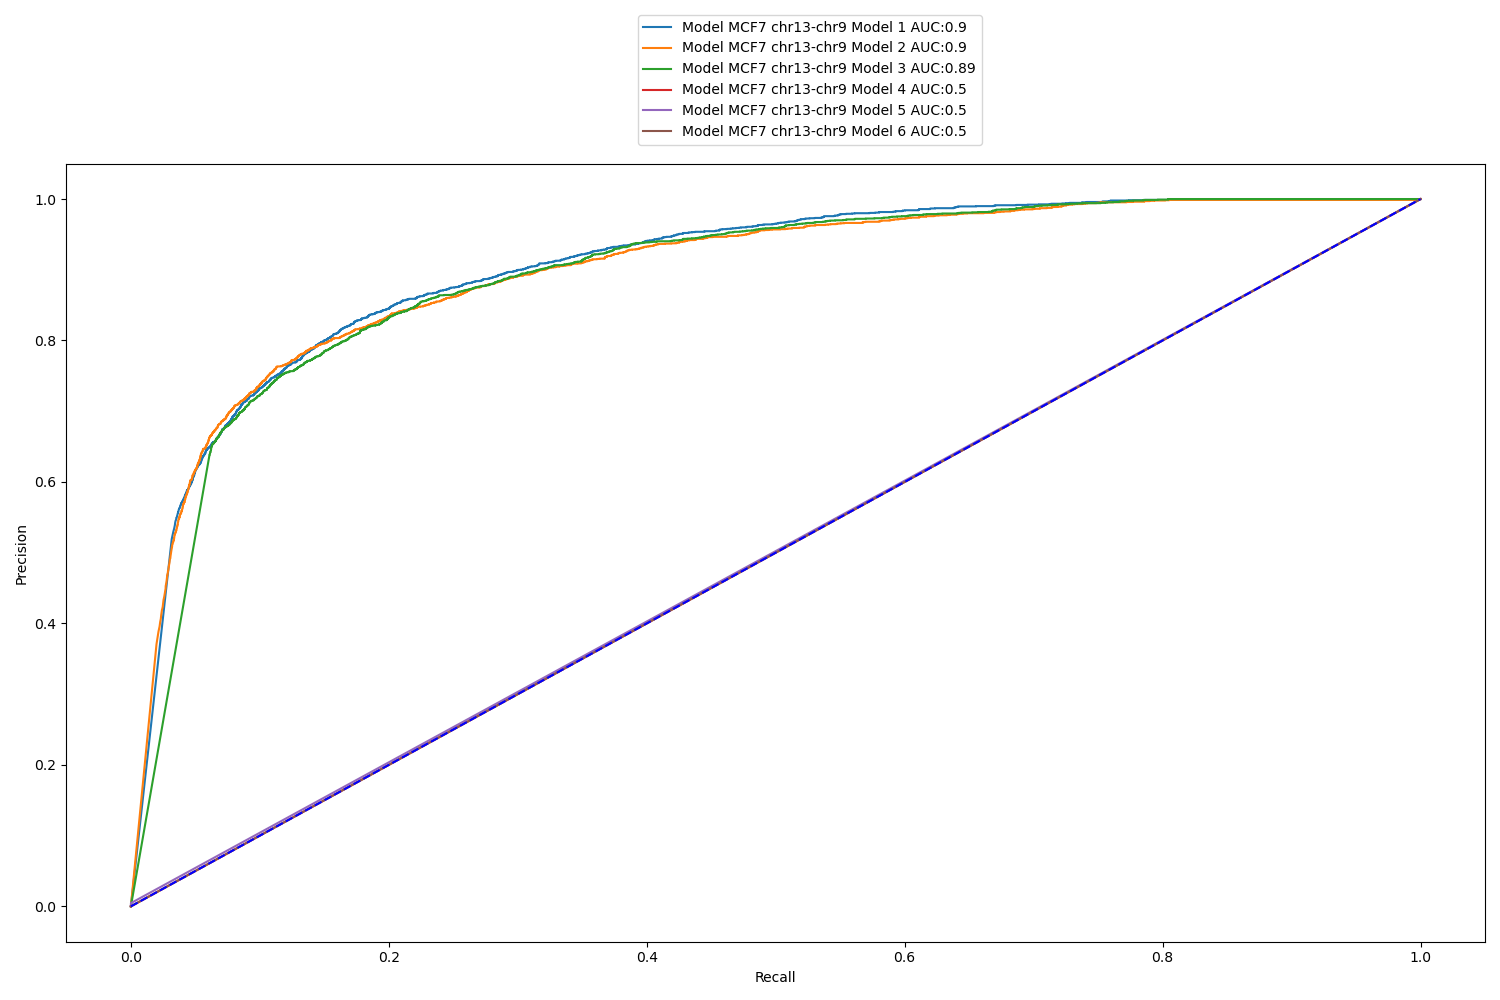 Model MCF7 chr13-chr9 Model 1 AUC:0.9
Model MCF7 chr13-chr9 Model 2 AUC:0.9
Model MCF7 chr13-chr9 Model 3 AUC:0.89
Model MCF7 chr13-chr9 Model 4 AUC:0.5
Model MCF7 chr13-chr9 Model 5 AUC:0.5
Model MCF7 chr13-chr9 Model 6 AUC:0.5
1.0
0.8
0.6
0.4
0.2
0.0
Precision
0.0 0.2 0.4 0.6 0.8 1.0
Recall